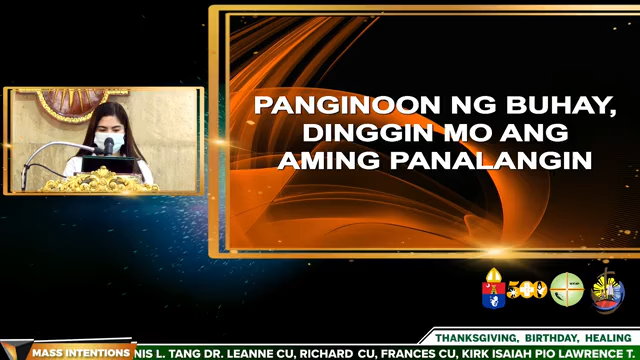 PANGINOON NG BUHAY,
DINGGIN MO ANG
AMING PANALANGIN
500
THANKSGIVING, BIRTHDAY, HEALING
MASS INTENTIONS
NIS L. TANG DR. LEANNE CU, RICHARD CU, FRANCES CU, KIRK ISAIAH PIO LAWRENCE T.